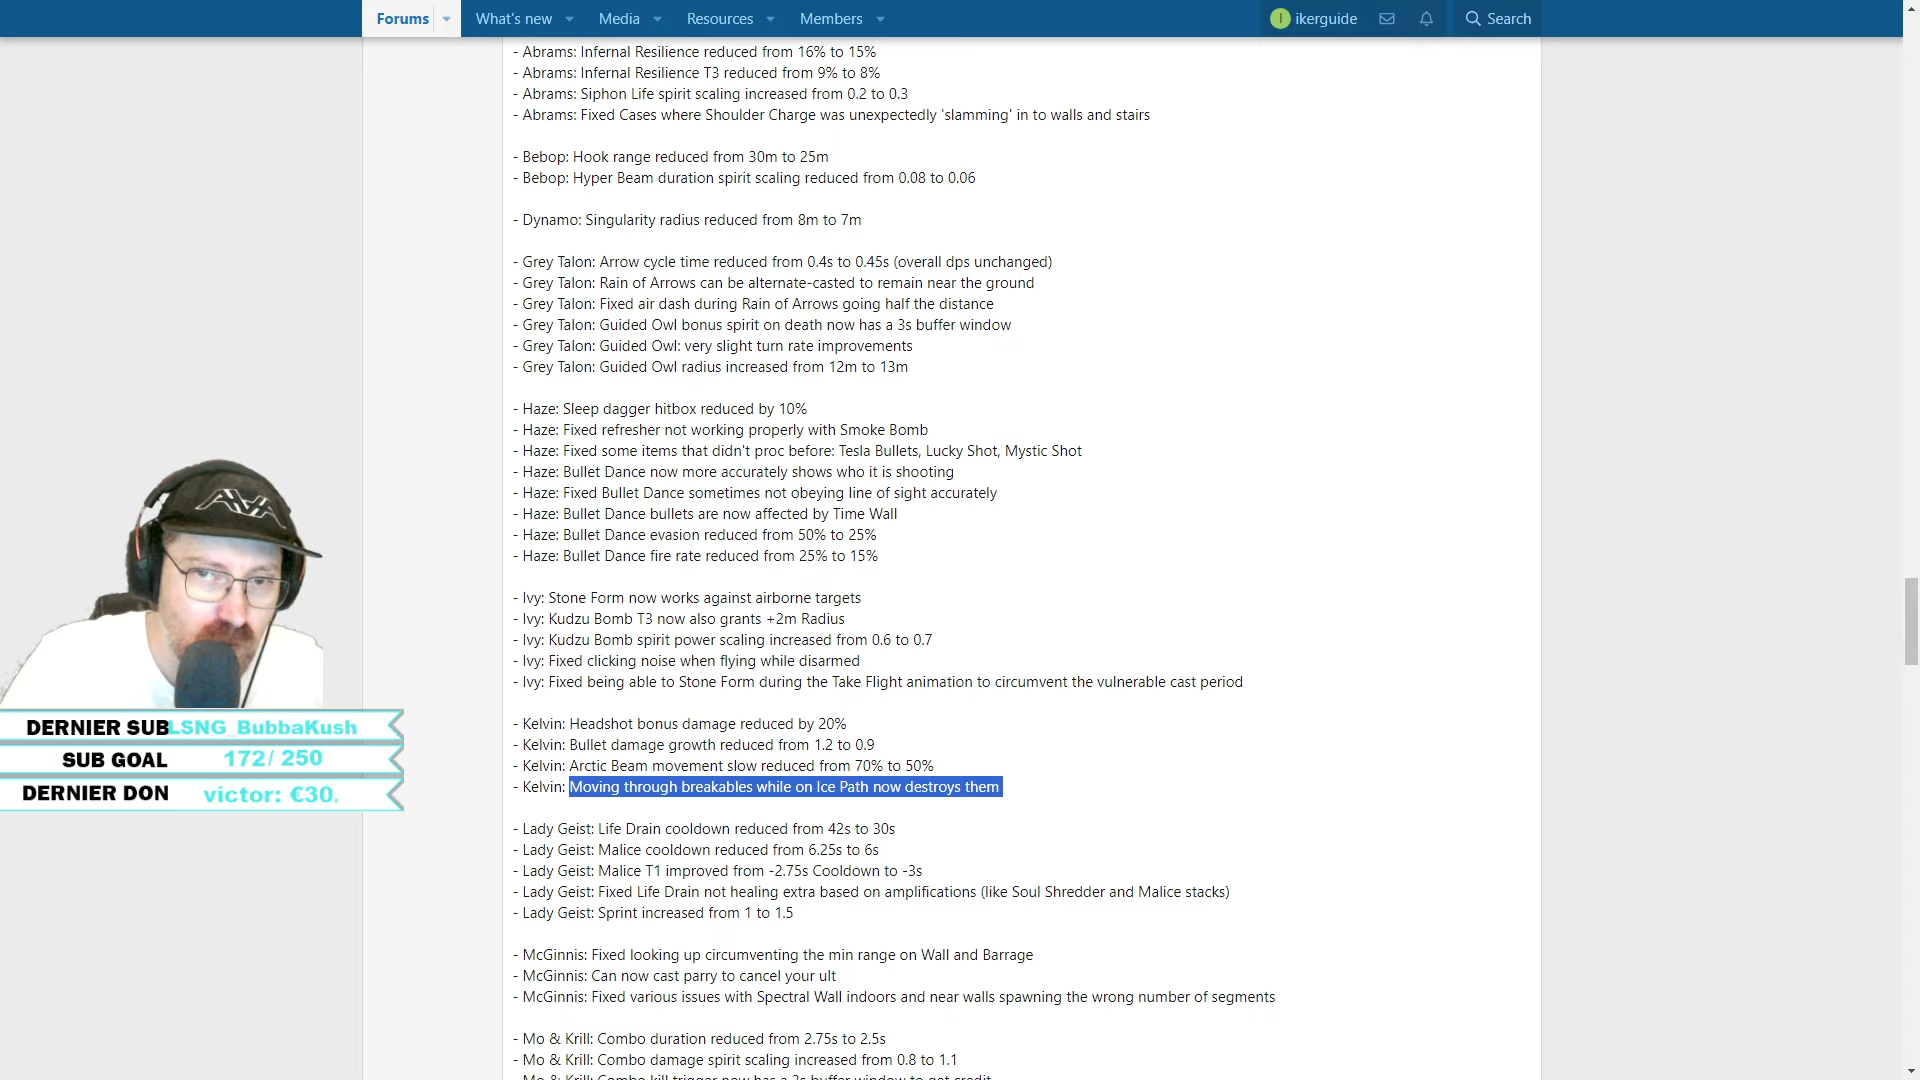 Forums
What's new
Media
Resources
Members
I ikerguide
Search
- Abrams: Infernal Resilience reduced from 16% to 15%
- Abrams: Infernal Resilience T3 reduced from 9% to 8%
- Abrams: Siphon Life spirit scaling increased from 0.2 to 0.3
- Abrams: Fixed Cases where Shoulder Charge was unexpectedly 'slamming' in to walls and stairs
- Bebop: Hook range reduced from 30m to 25m
- Bebop: Hyper Beam duration spirit scaling reduced from 0.08 to 0.06
- Dynamo: Singularity radius reduced from 8m to 7m
- Grey Talon: Arrow cycle time reduced from 0.4s to 0.45s (overall dps unchanged)
- Grey Talon: Rain of Arrows can be alternate-casted to remain near the ground
- Grey Talon: Fixed air dash during Rain of Arrows going half the distance
- Grey Talon: Guided Owl bonus spirit on death now has a 3s buffer window
- Grey Talon: Guided Owl: very slight turn rate improvements
- Grey Talon: Guided Owl radius increased from 12m to 13m
- Haze: Sleep dagger hitbox reduced by 10%
- Haze: Fixed refresher not working properly with Smoke Bomb
- Haze: Fixed some items that didn't proc before: Tesla Bullets, Lucky Shot, Mystic Shot
- Haze: Bullet Dance now more accurately shows who it is shooting
- Haze: Fixed Bullet Dance sometimes not obeying line of sight accurately
- Haze: Bullet Dance bullets are now affected by Time Wall
- Haze: Bullet Dance evasion reduced from 50% to 25%
- Haze: Bullet Dance fire rate reduced from 25% to 15%
- Ivy: Stone Form now works against airborne targets
- Ivy: Kudzu Bomb T3 now also grants +2m Radius
- Ivy: Kudzu Bomb spirit power scaling increased from 0.6 to 0.7
- Ivy: Fixed clicking noise when flying while disarmed
- Ivy: Fixed being able to Stone Form during the Take Flight animation to circumvent the vulnerable cast period
- Kelvin: Headshot bonus damage reduced by 20%
- Kelvin: Bullet damage growth reduced from 1.2 to 0.9
- Kelvin: Arctic Beam movement slow reduced from 70% to 50%
- Kelvin: Moving through breakables while on Ice Path now destroys them
- Lady Geist: Life Drain cooldown reduced from 42s to 30s
- Lady Geist: Malice cooldown reduced from 6.25s to 6s
- Lady Geist: Malice T1 improved from -2.75s Cooldown to -3s
- Lady Geist: Fixed Life Drain not healing extra based on amplifications (like Soul Shredder and Malice stacks)
- Lady Geist: Sprint increased from 1 to 1.5
- McGinnis: Fixed looking up circumventing the min range on Wall and Barrage
- McGinnis: Can now cast parry to cancel your ult
- McGinnis: Fixed various issues with Spectral Wall indoors and near walls spawning the wrong number of segments
- Mo & Krill: Combo duration reduced from 2.75s to 2.5s
- Mo & Krill: Combo damage spirit scaling increased from 0.8 to 1.1
- Mo & Krill: Combo kill trigger now has a 3s buffer window to get credit
AVA
DERNIER SUB LSNG_BubbaKush
SUB GOAL 172/ 250
DERNIER DON victor: €30.